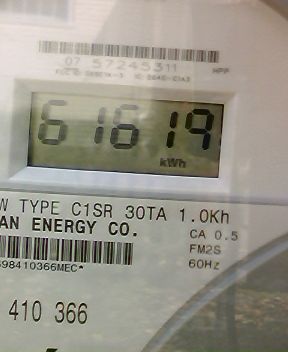 07 57245311
HPP
61619
kWh
W TYPE C1SR 30TA 1.0Kh
AN ENERGY CO.
CA 0.5
FM2S
60Hz
98410366MEC*
410 366